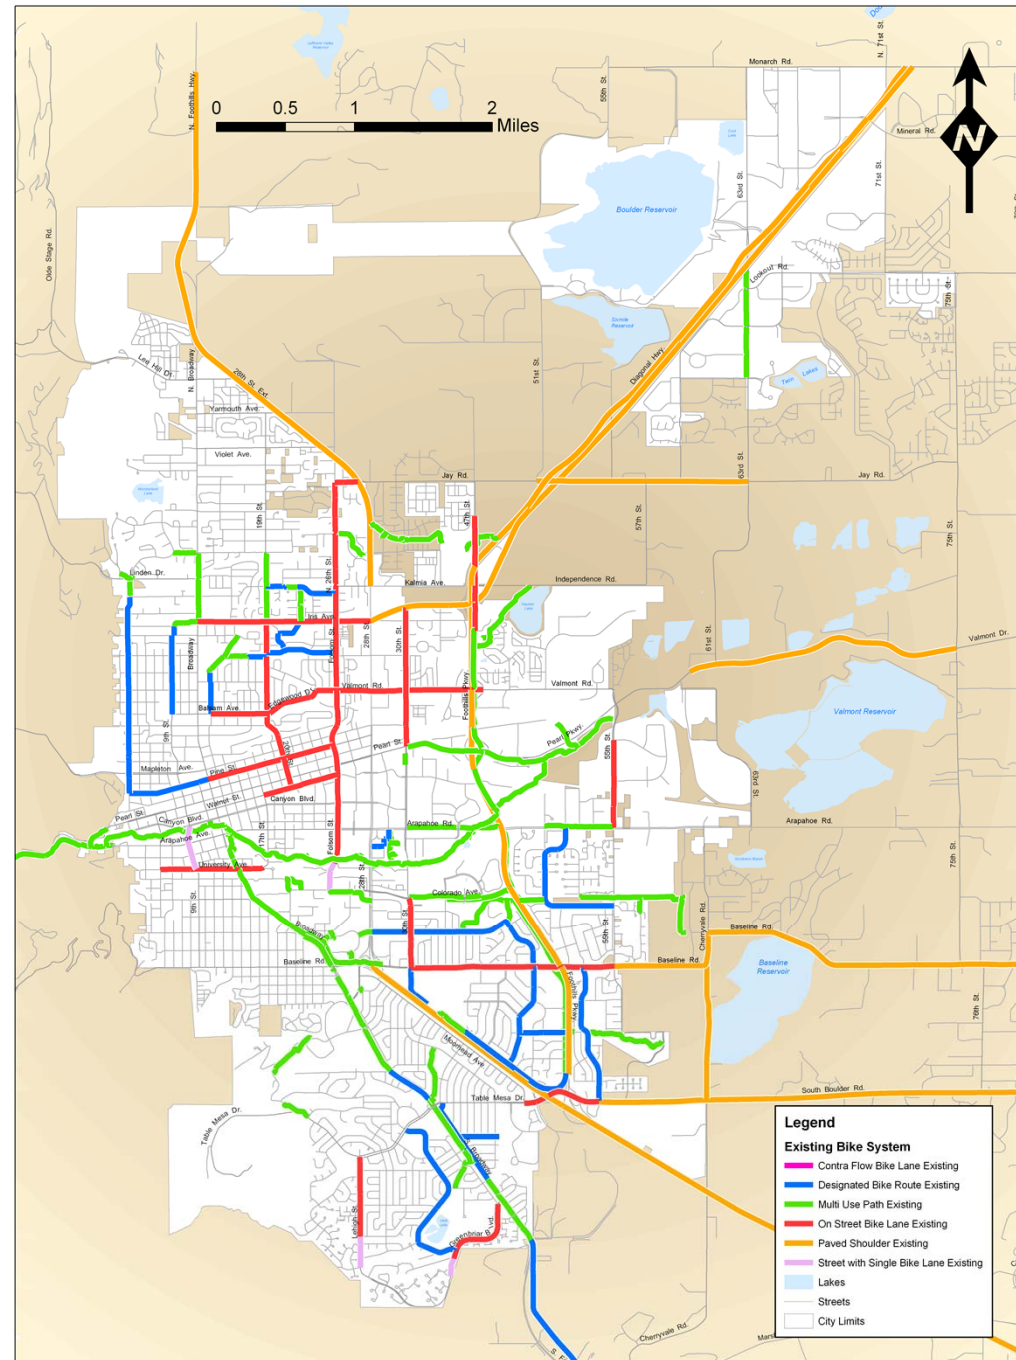 N. 71st St.
Monarch Rd.
55th St.
N. Foothills Hwy.
0 0.5 1 2
Miles
N
Mineral Rd.
71st St.
63rd St.
Boulder Reservoir
Olde Stage Rd.
Lookout Rd.
75th St.
Diagonal Hwy.
51st St.
Twin Lakes
N. Broadway
Lee Hill Dr.
28th St. Ext.
Yarmouth Ave.
Violet Ave.
Jay Rd.
63rd St.
Jay Rd.
19th St.
47th St.
57th St.
75th St.
Linden Dr.
N. 26th St.
Kalmia Ave.
Independence Rd.
Iris Ave.
Broadway
Folsom St.
28th St.
30th St.
61st St.
Valmont Dr.
Valmont Rd.
Valmont Rd.
Edgewood Dr.
Balsam Ave.
Foothills Pkwy.
Valmont Reservoir
9th St.
20th St.
Pearl St.
Pearl Pkwy.
55th St.
Mapleton Ave.
Pine St.
63rd St.
Walnut St.
Canyon Blvd.
Pearl St.
Canyon Blvd.
Arapahoe Rd.
Arapahoe Rd.
Arapahoe Ave.
17th St.
Folsom St.
University Ave.
28th St.
75th St.
9th St.
Colorado Ave.
30th St.
55th St.
Cherryvale Rd.
Broadway
Baseline Rd.
Baseline Rd.
Baseline Rd.
Baseline Reservoir
Foothills Pkwy.
76th St.
Moorhead Ave.
South Boulder Rd.
Table Mesa Dr.
Table Mesa Dr.
S. Broadway
Lehigh St.
Greenbriar Blvd.
Cherryvale Rd.
Legend
Existing Bike System
Contra Flow Bike Lane Existing
Designated Bike Route Existing
Multi Use Path Existing
On Street Bike Lane Existing
Paved Shoulder Existing
Street with Single Bike Lane Existing
Lakes
Streets
City Limits